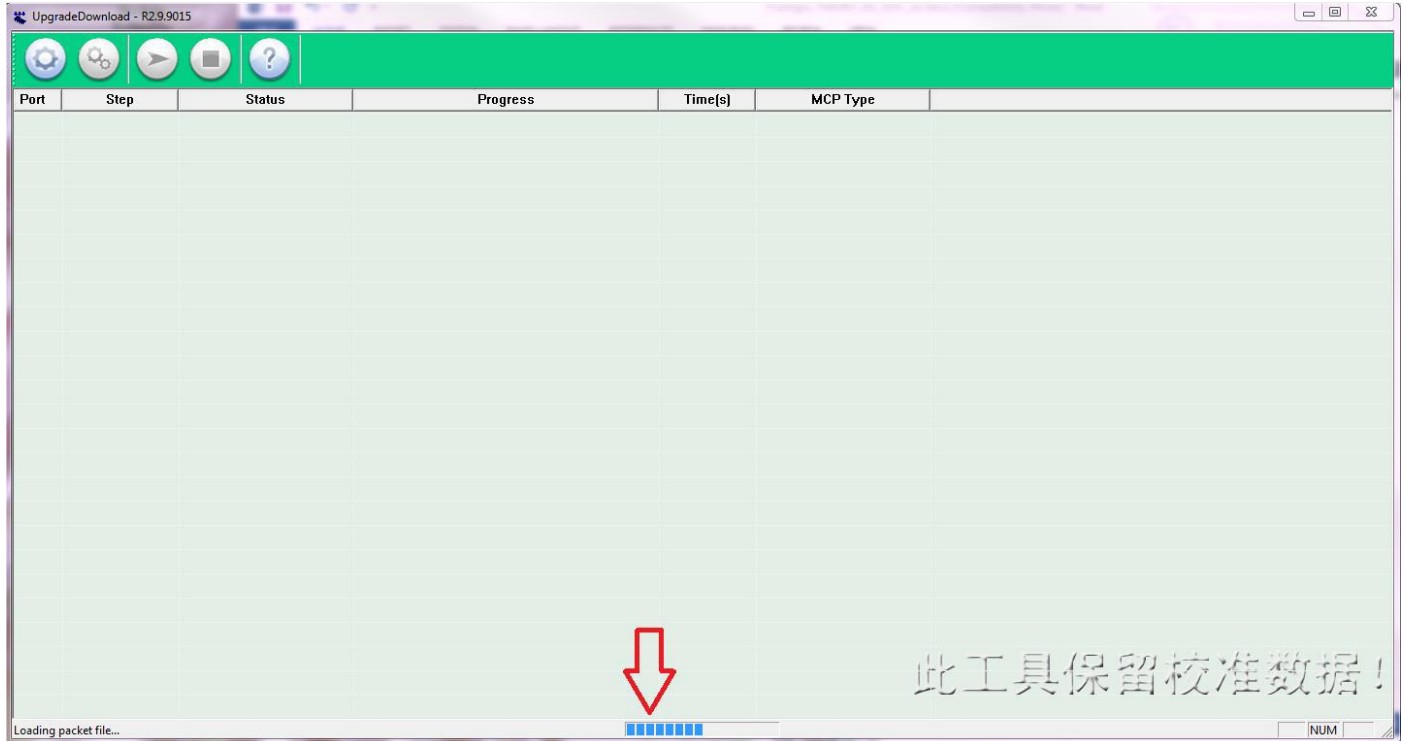 UpgradeDownload - R2.9.9015
Port Step Status Progress Time(s) MCP Type
此工具保留校准数据！
Loading packet file...
NUM